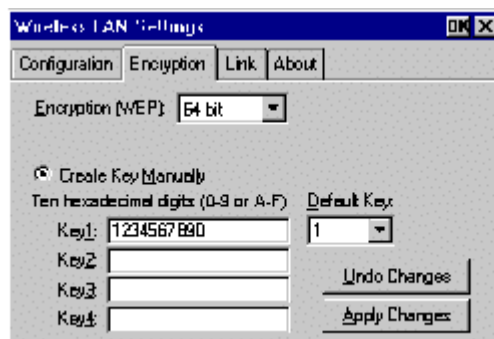 Wireless LAN Settings OK X
Configuration Encryption Link About
Encryption (WEP): 64 bit
Create Key Manually
Ten hexadecimal digits (0-9 or A-F) Default Key:
Key1: 1234567890 1
Key2:
Key3: Undo Changes
Key4: Apply Changes